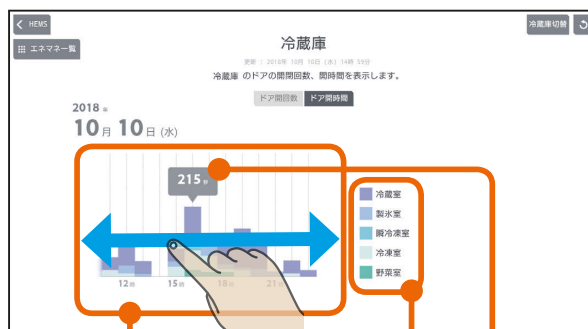 HEMS
冷蔵庫切替
エネマネ一覧
冷蔵庫
更新 : 2018年 10月 10日 (水) 14時 59分
冷蔵庫 のドアの開閉回数、開時間を表示します。
ドア開回数 ドア開時間
2018 年
10月 10日 (水)
215秒
冷蔵室
製氷室
瞬冷凍室
冷凍室
野菜室
12時 15時 18時 21時